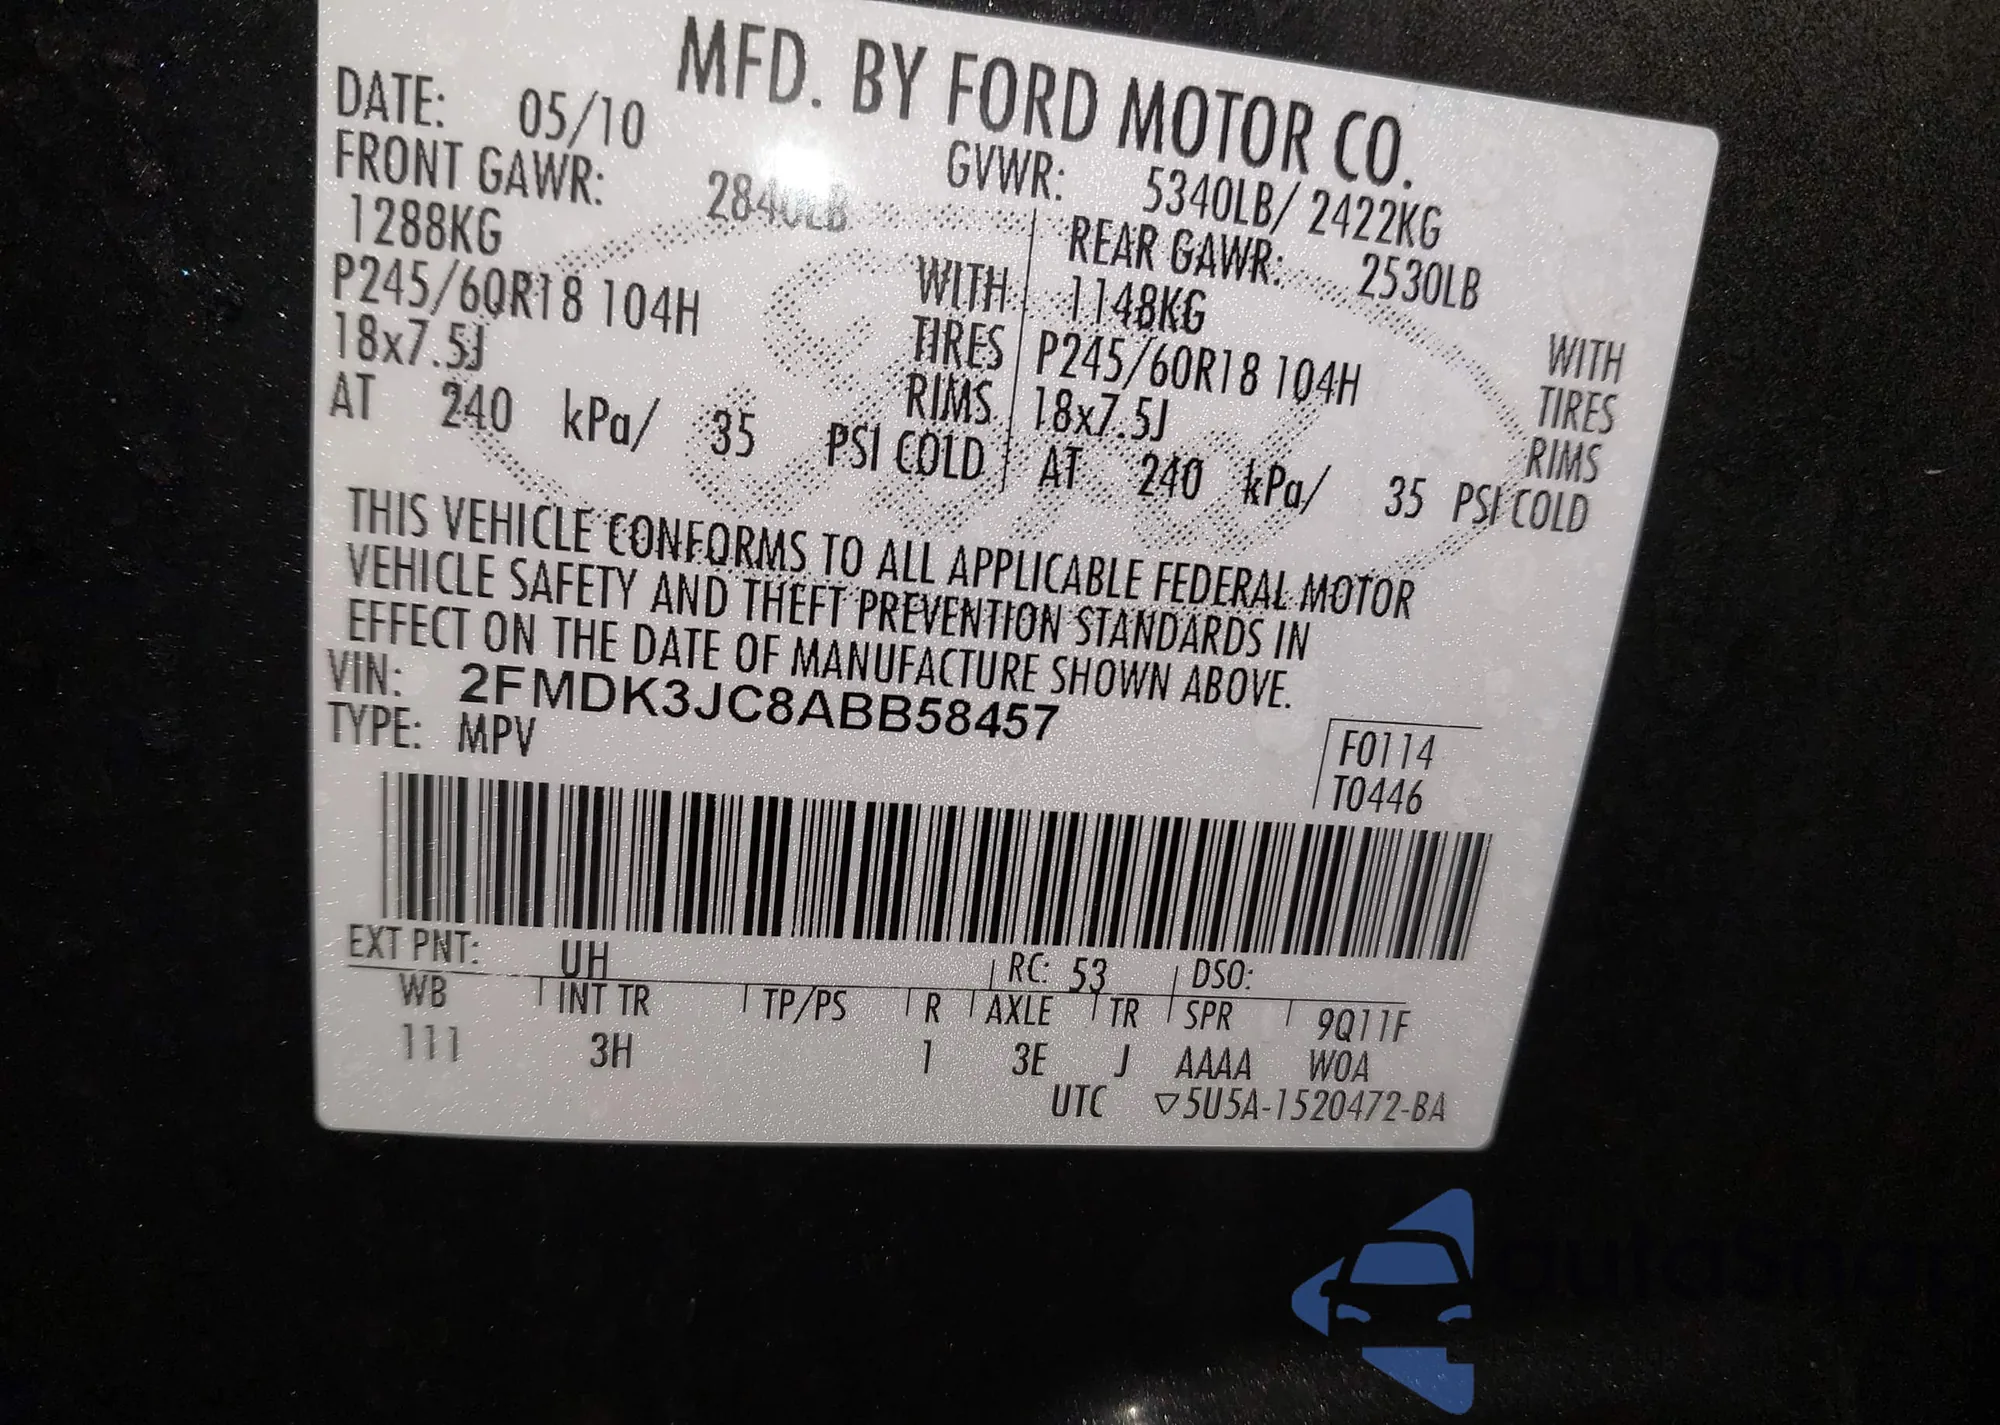 MFD. BY FORD MOTOR CO.
DATE: 05/10 GVWR: 5340LB/ 2422KG
FRONT GAWR: 2840LB REAR GAWR: 2530LB
1288KG WITH 1148KG WITH
P245/60R18 104H TIRES P245/60R18 104H TIRES
18x7.5J RIMS 18x7.5J RIMS
AT 240 kPa/ 35 PSI COLD AT 240 kPa/ 35 PSI COLD
THIS VEHICLE CONFORMS TO ALL APPLICABLE FEDERAL MOTOR
VEHICLE SAFETY AND THEFT PREVENTION STANDARDS IN
EFFECT ON THE DATE OF MANUFACTURE SHOWN ABOVE.
VIN: 2FMDK3JC8ABB58457
TYPE: MPV
F0114
T0446
EXT PNT: UH RC: 53 DSO:
WB INT TR TP/PS R AXLE TR SPR 9Q11F
111 3H 1 3E J AAAA W0A
UTC ▽5U5A-1520472-BA